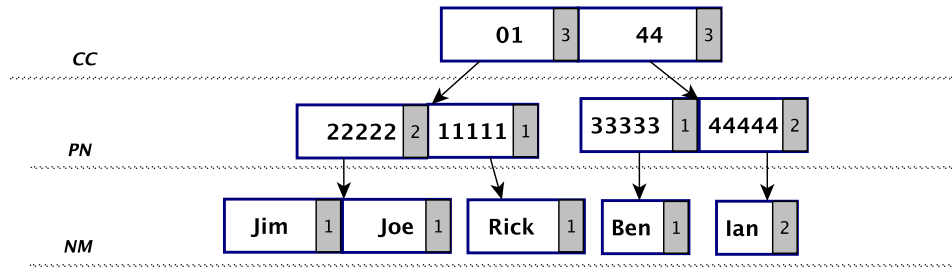 01 3 44 3
CC
22222 2 11111 1 33333 1 44444 2
PN
Jim 1 Joe 1 Rick 1 Ben 1 Ian 2
NM